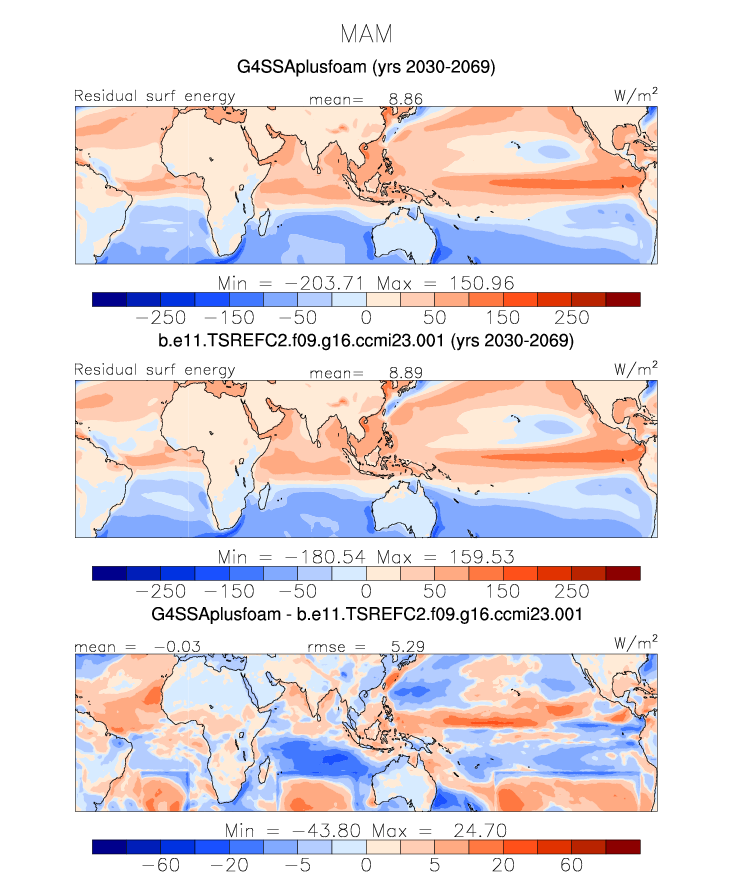 MAM
G4SSAplusfoam (yrs 2030-2069)
Residual surf energy mean= 8.86 W/m²
Min = −203.71 Max = 150.96
−250 −150 −50 0 50 150 250
b.e11.TSREFC2.f09.g16.ccmi23.001 (yrs 2030-2069)
Residual surf energy mean= 8.89 W/m²
Min = −180.54 Max = 159.53
−250 −150 −50 0 50 150 250
G4SSAplusfoam - b.e11.TSREFC2.f09.g16.ccmi23.001
mean = −0.03 rmse = 5.29 W/m²
Min = −43.80 Max = 24.70
−60 −20 −5 0 5 20 60